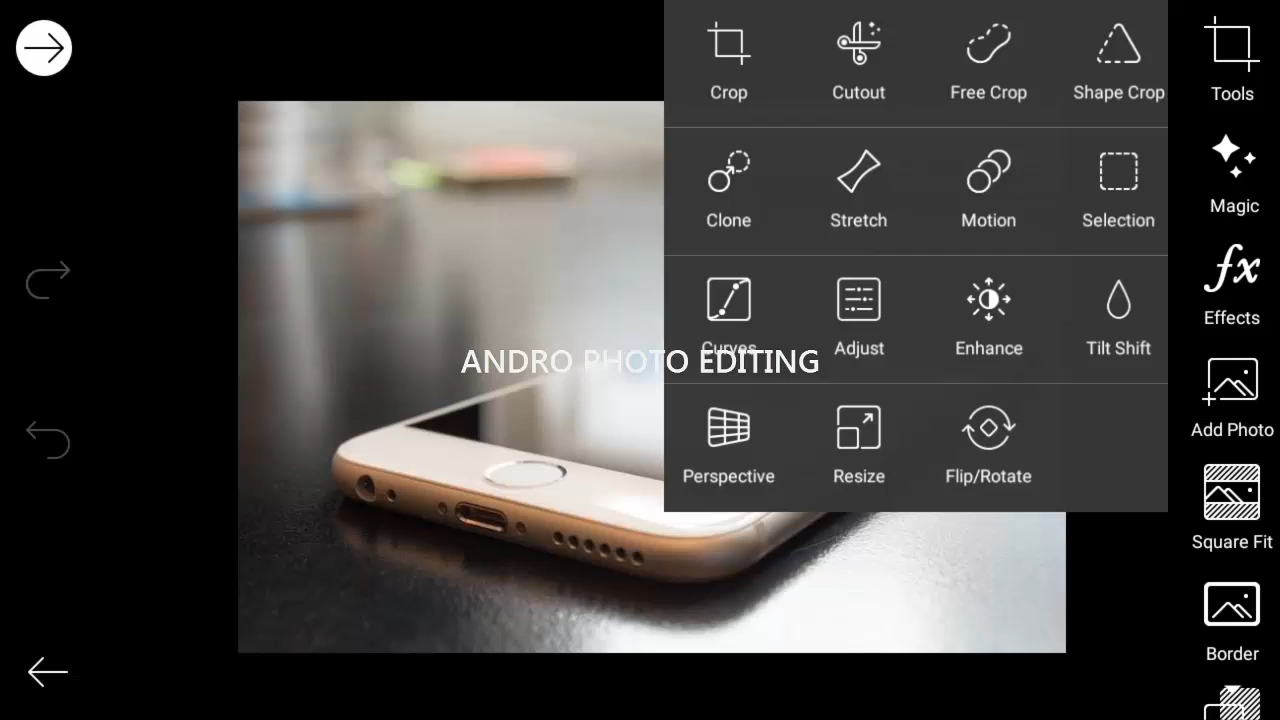 Crop
Cutout
Free Crop
Shape Crop
Tools
Clone
Stretch
Motion
Selection
Magic
Curves
Adjust
Enhance
Tilt Shift
fx
Effects
ANDRO PHOTO EDITING
Perspective
Resize
Flip/Rotate
Add Photo
Square Fit
Border